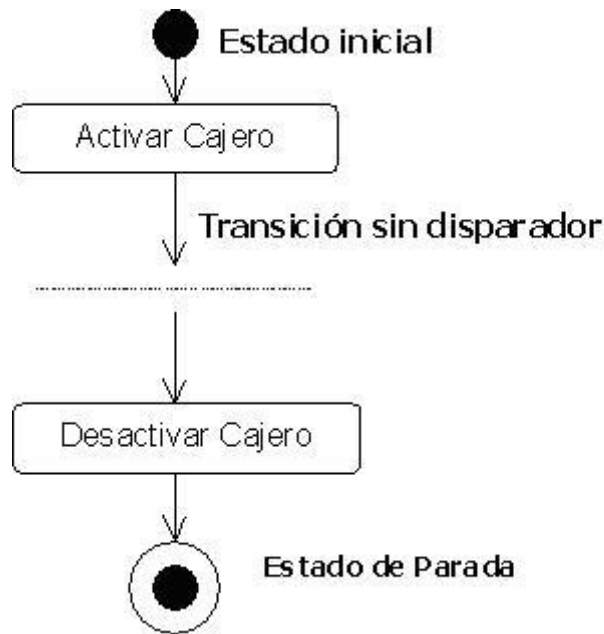 Estado inicial
Activar Cajero
Transición sin disparador
Desactivar Cajero
Estado de Parada